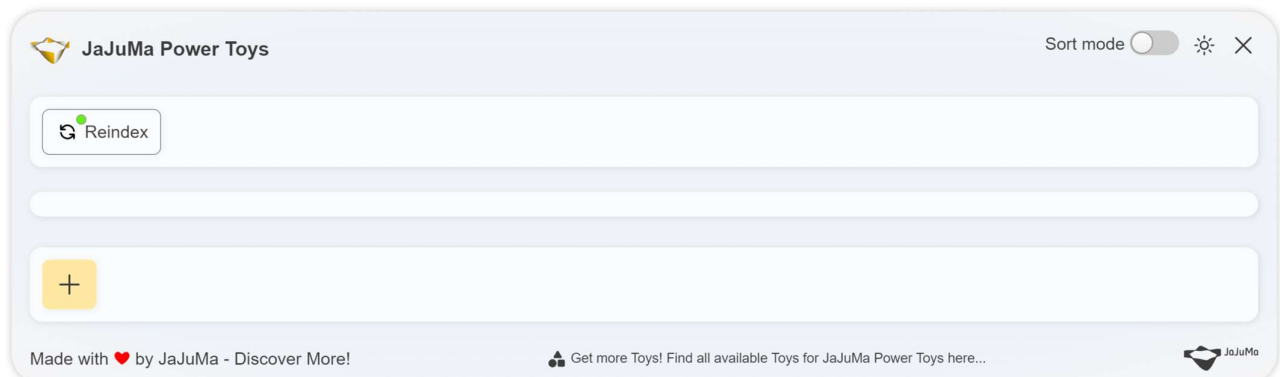 JaJuMa Power Toys
Sort mode
Reindex
Made with ❤ by JaJuMa - Discover More!
Get more Toys! Find all available Toys for JaJuMa Power Toys here...
JaJuMa